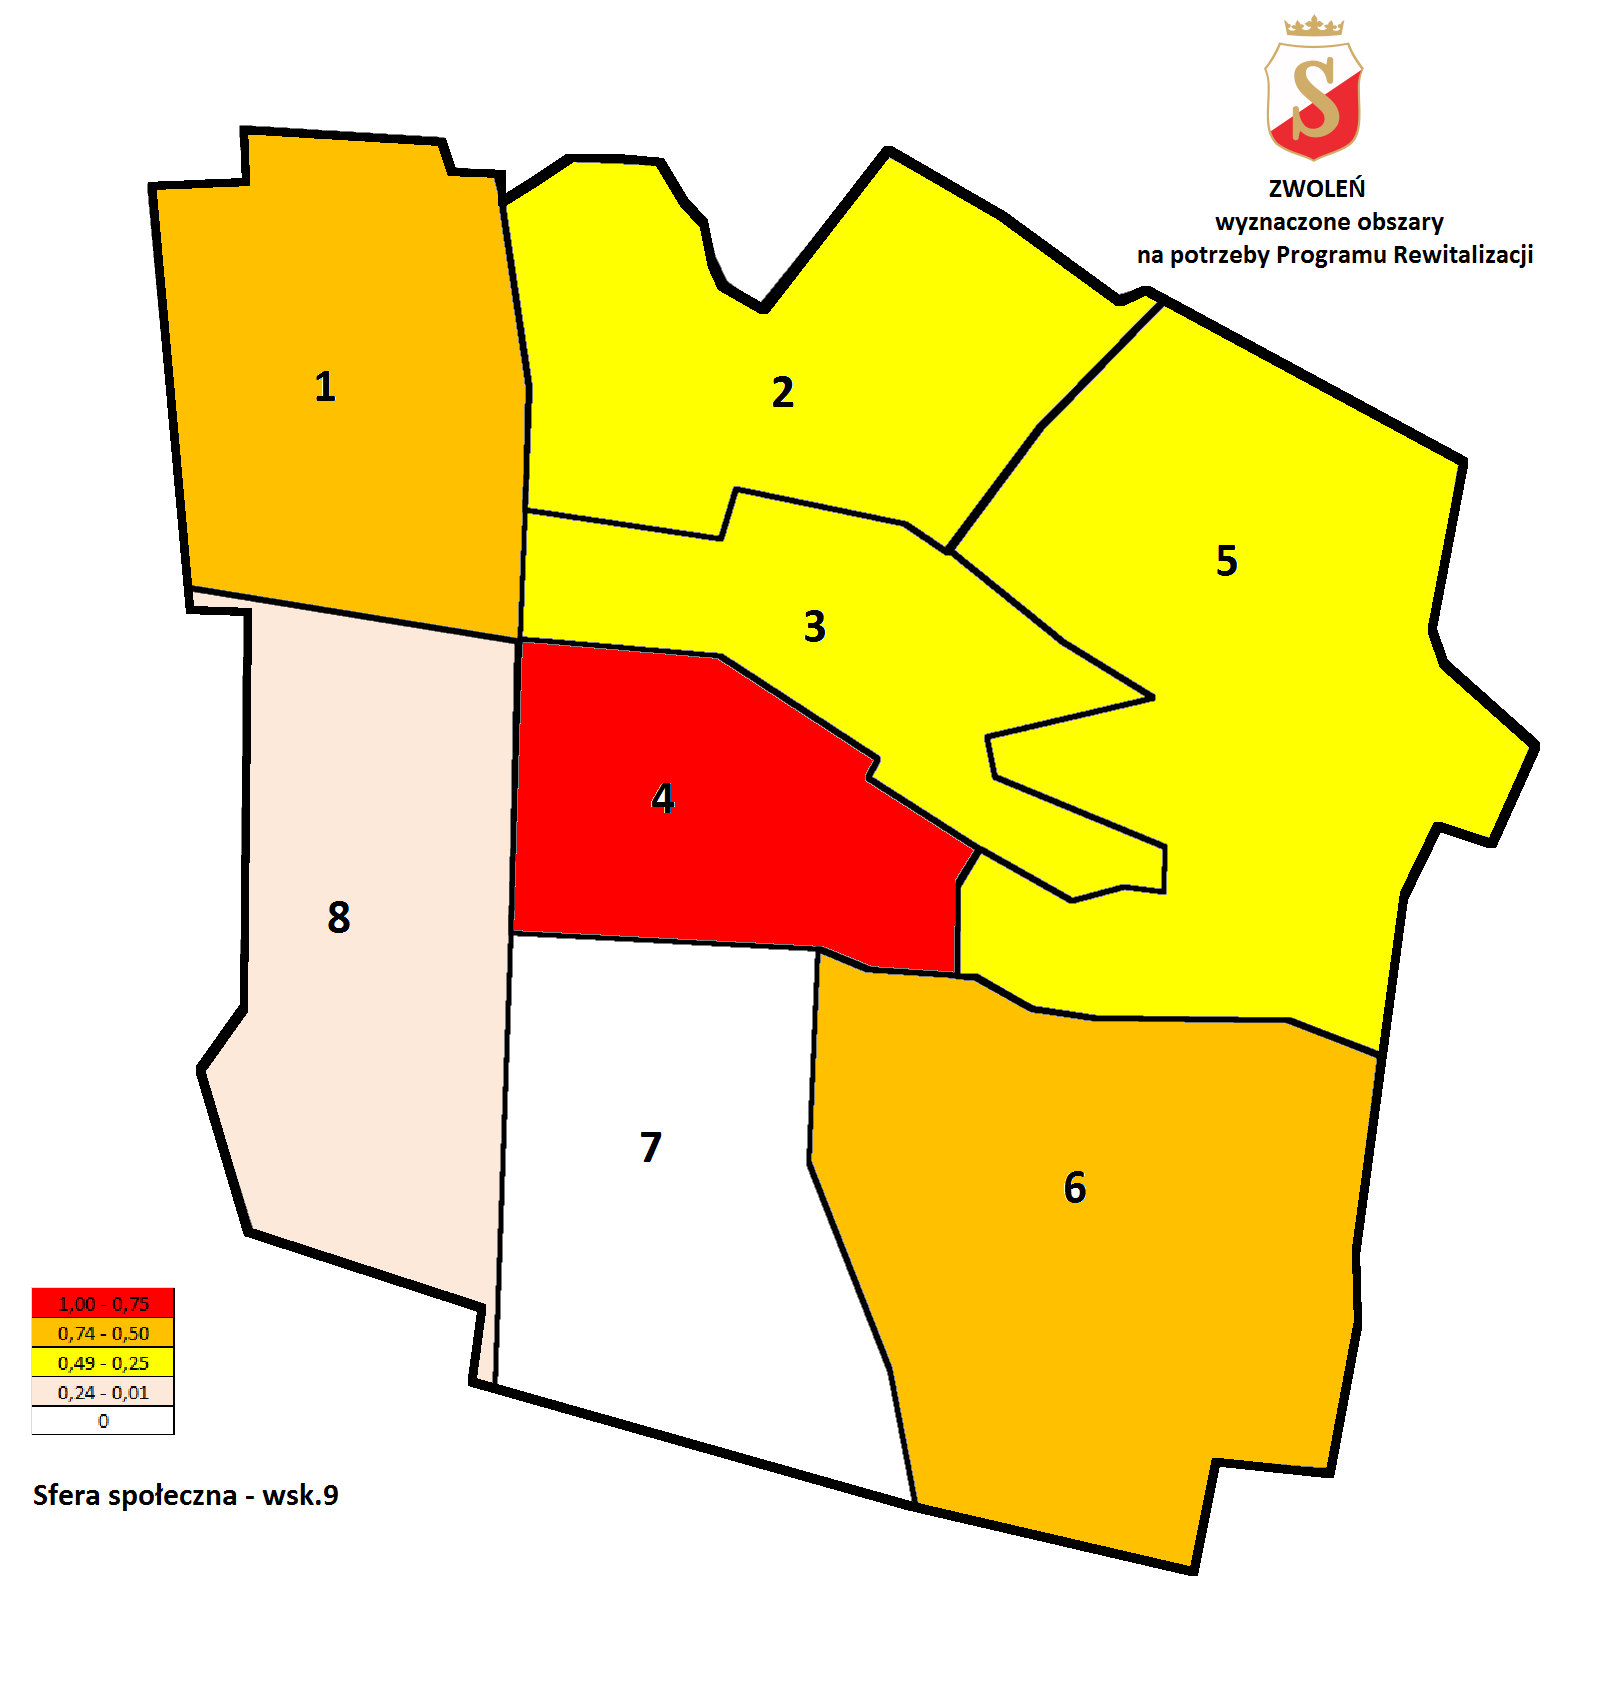 S
ZWOLEŃ
wyznaczone obszary
na potrzeby Programu Rewitalizacji
1
2
5
3
4
8
7
6
1,00 - 0,75
0,74 - 0,50
0,49 - 0,25
0,24 - 0,01
0
Sfera społeczna - wsk.9